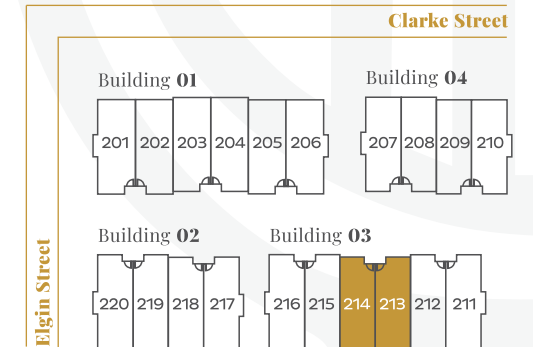 Clarke Street
Building 01
Building 04
201 202 203 204 205 206
207 208 209 210
Elgin Street
Building 02
Building 03
220 219 218 217
216 215 214 213 212 211